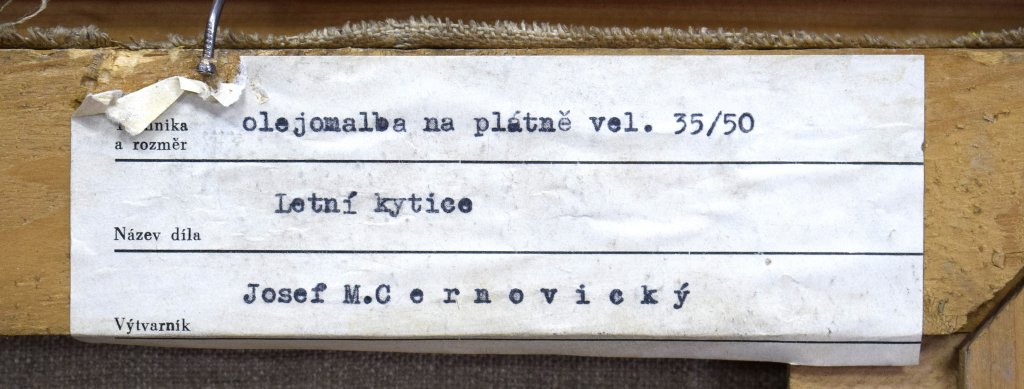 olejomalba na plátně vel. 35/50
a rozměr
Letní kytice
Název díla
Josef M.C e r n o v i c k ý
Výtvarník